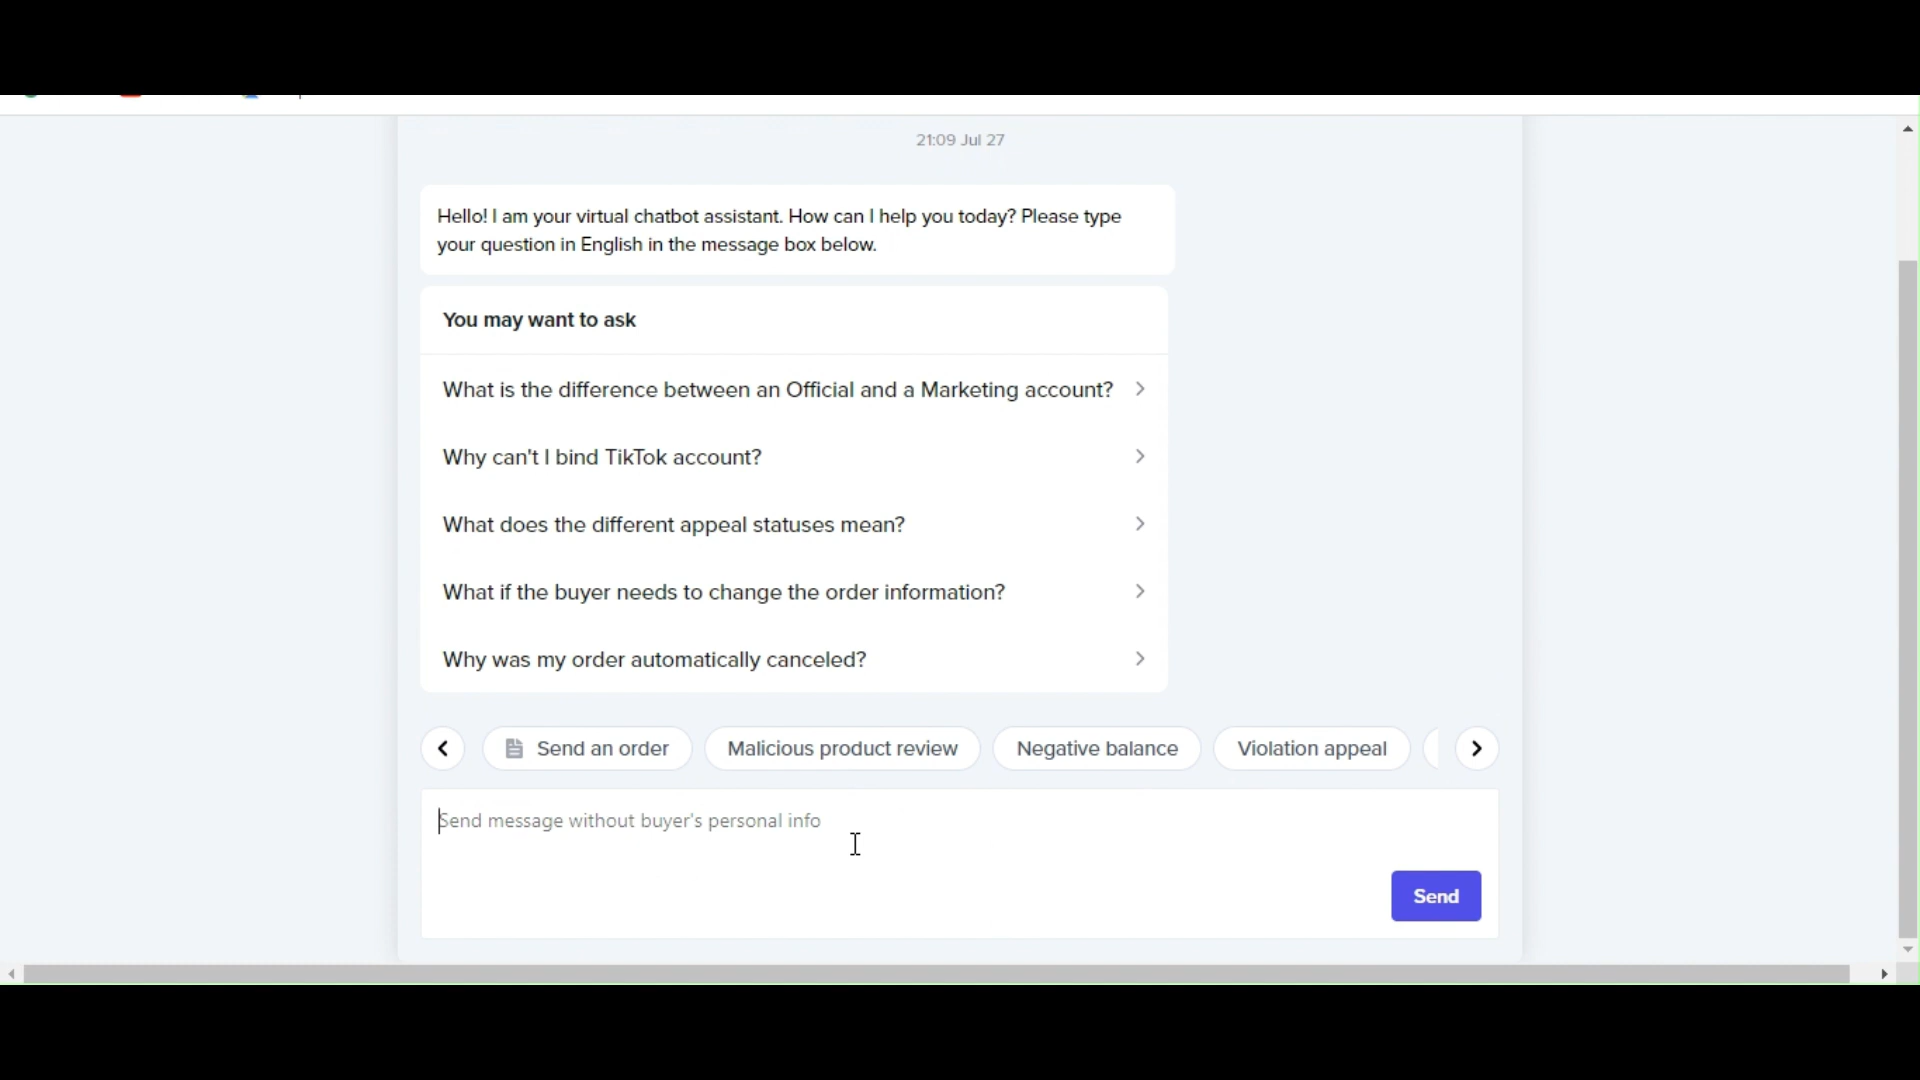 21:09 Jul 27
Hello! I am your virtual chatbot assistant. How can I help you today? Please type
your question in English in the message box below.
You may want to ask
What is the difference between an Official and a Marketing account?
Why can't I bind TikTok account?
What does the different appeal statuses mean?
What if the buyer needs to change the order information?
Why was my order automatically canceled?
Send an order
Malicious product review
Negative balance
Violation appeal
Send message without buyer's personal info
Send